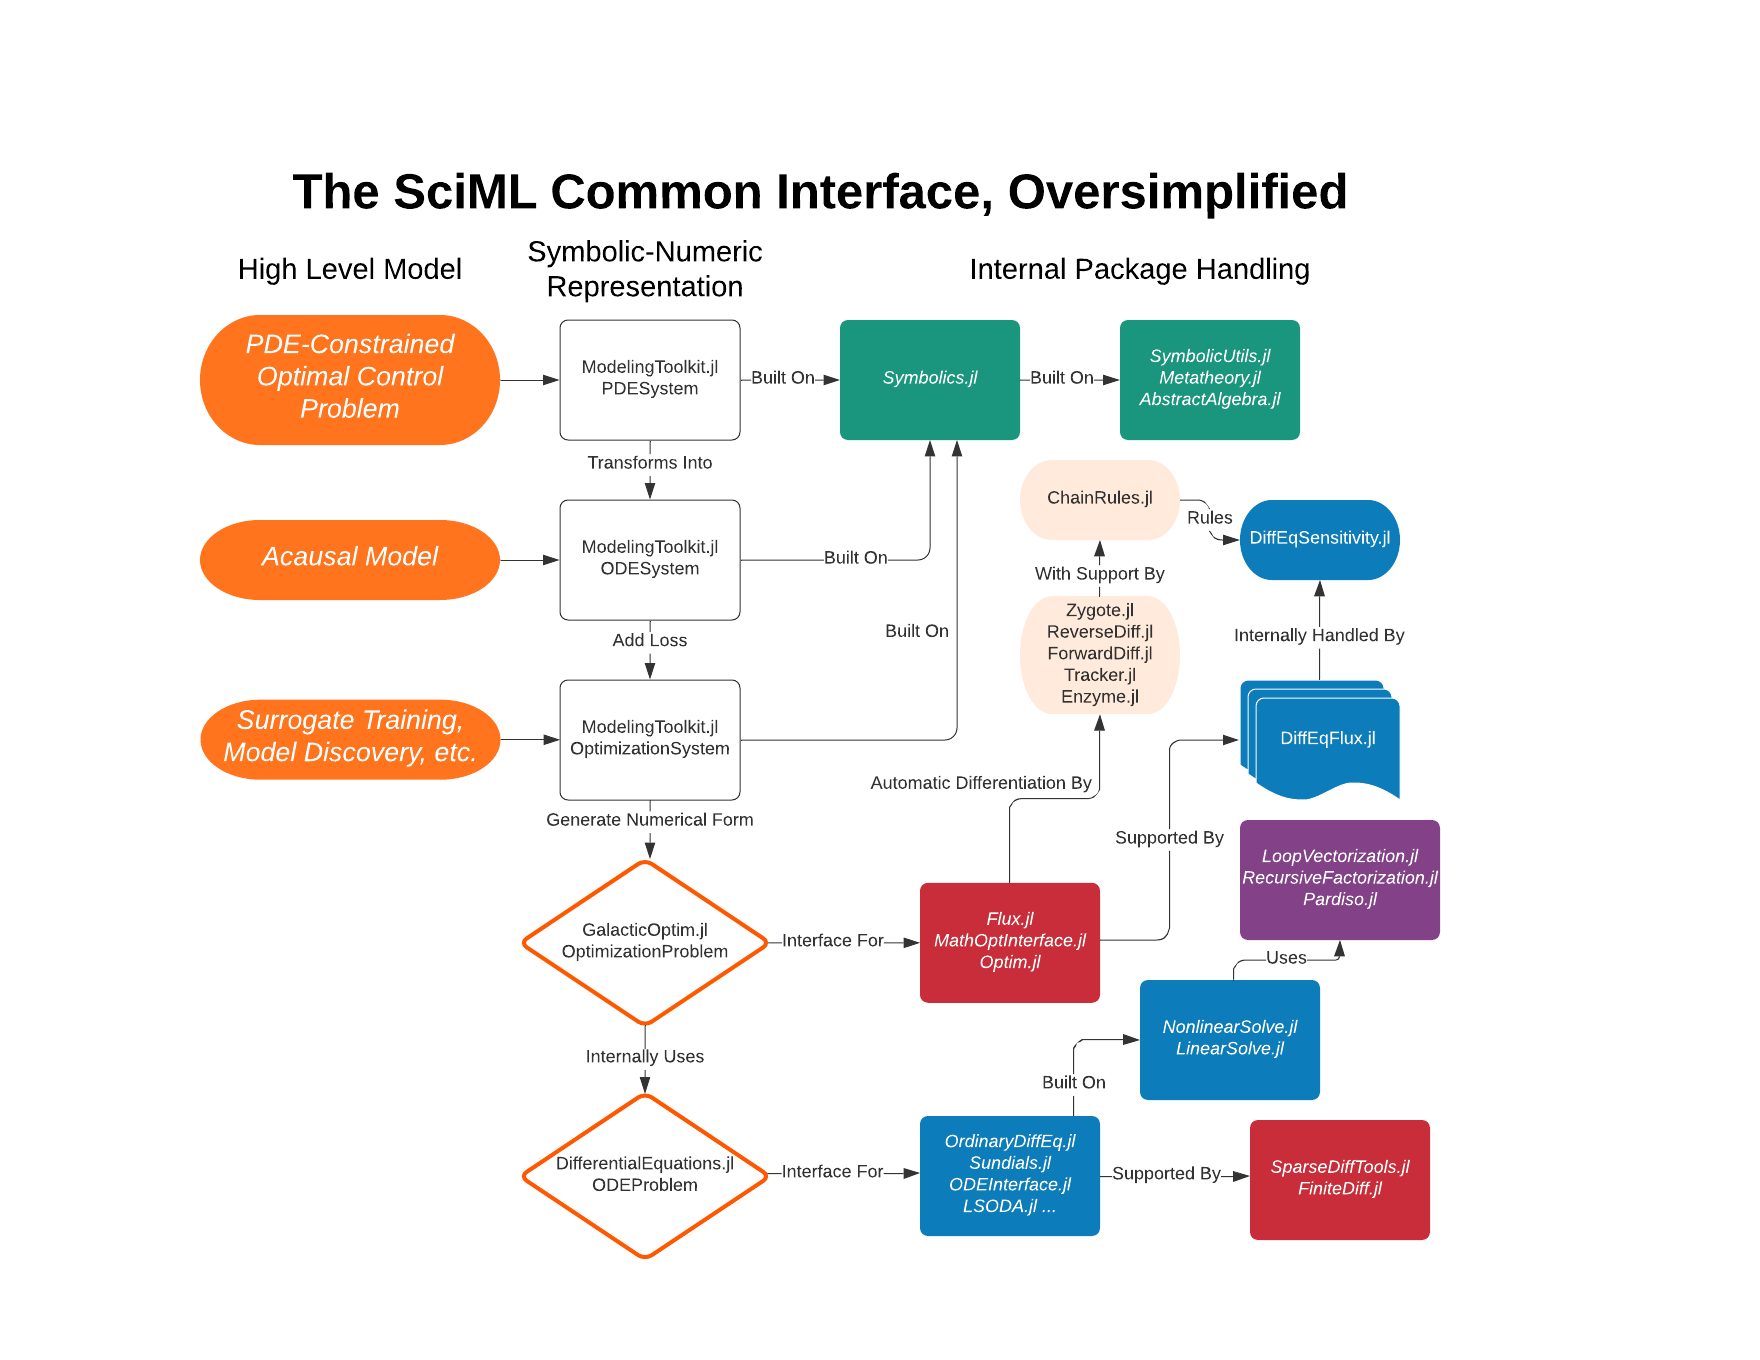 The SciML Common Interface, Oversimplified
High Level Model
Symbolic-Numeric
Representation
Internal Package Handling
PDE-Constrained
Optimal Control
Problem
ModelingToolkit.jl
PDESystem
Built On
Symbolics.jl
Built On
SymbolicUtils.jl
Metatheory.jl
AbstractAlgebra.jl
Transforms Into
Acausal Model
ModelingToolkit.jl
ODESystem
Built On
ChainRules.jl
Rules
DiffEqSensitivity.jl
With Support By
Zygote.jl
ReverseDiff.jl
ForwardDiff.jl
Tracker.jl
Enzyme.jl
Internally Handled By
Add Loss
Built On
Surrogate Training,
Model Discovery, etc.
ModelingToolkit.jl
OptimizationSystem
DiffEqFlux.jl
Automatic Differentiation By
Generate Numerical Form
Supported By
LoopVectorization.jl
RecursiveFactorization.jl
Pardiso.jl
GalacticOptim.jl
OptimizationProblem
Interface For
Flux.jl
MathOptInterface.jl
Optim.jl
Uses
NonlinearSolve.jl
LinearSolve.jl
Internally Uses
Built On
DifferentialEquations.jl
ODEProblem
Interface For
OrdinaryDiffEq.jl
Sundials.jl
ODEInterface.jl
LSODA.jl ...
Supported By
SparseDiffTools.jl
FiniteDiff.jl